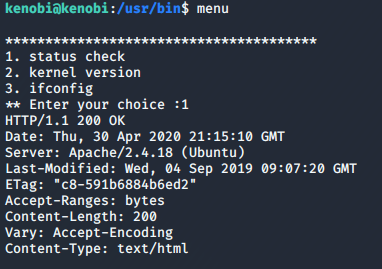 kenobi@kenobi:/usr/bin$ menu
***************************************
1. status check
2. kernel version
3. ifconfig
** Enter your choice :1
HTTP/1.1 200 OK
Date: Thu, 30 Apr 2020 21:15:10 GMT
Server: Apache/2.4.18 (Ubuntu)
Last-Modified: Wed, 04 Sep 2019 09:07:20 GMT
ETag: "c8-591b6884b6ed2"
Accept-Ranges: bytes
Content-Length: 200
Vary: Accept-Encoding
Content-Type: text/html